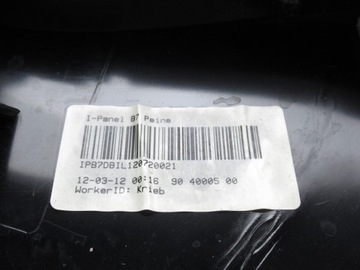 I-Panel B7 Peine
IPB7DBIL120720021
12-03-12 00:16 90 40005 00
WorkerID: Krieb